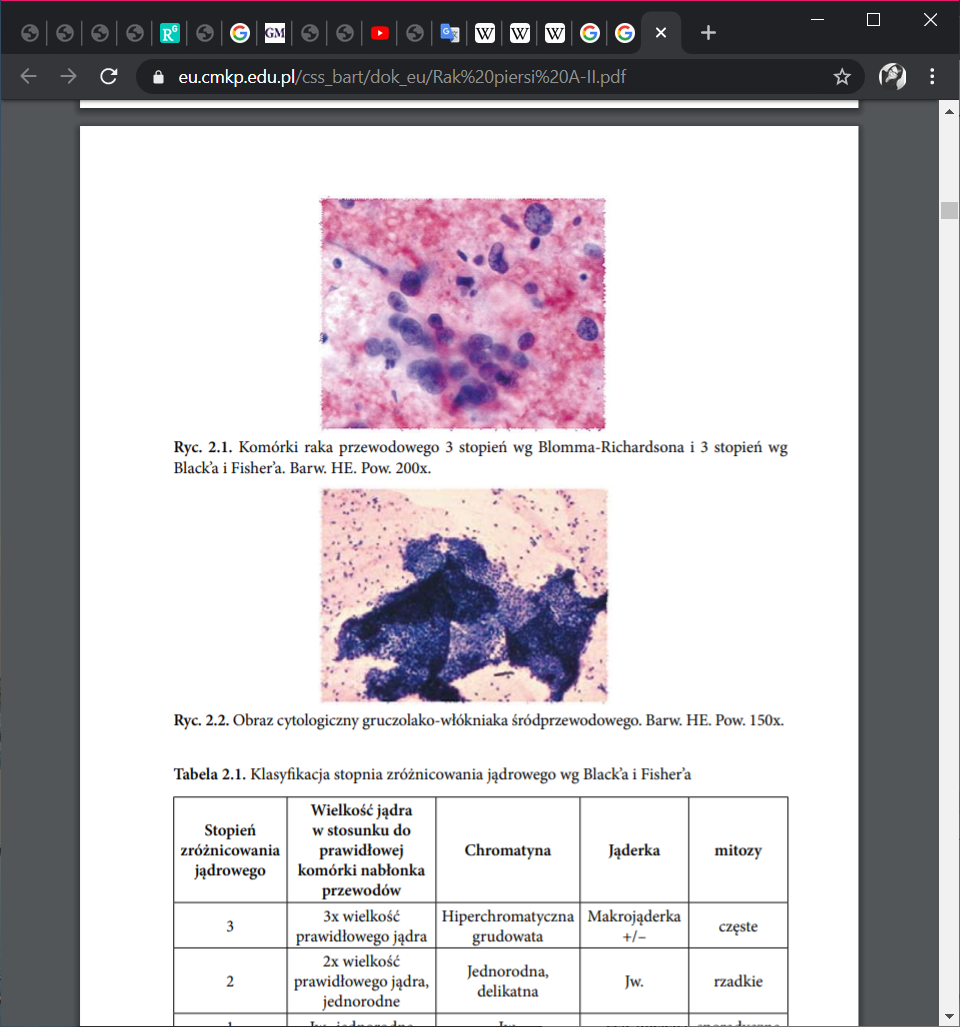 R G
GM
W W W
eu.cmkp.edu.pl/css_bart/dok_eu/Rak%20piersi%20A-II.pdf
Ryc. 2.1. Komórki raka przewodowego 3 stopień wg Blomma-Richardsona i 3 stopień wg
Black'a i Fisher'a. Barw. HE. Pow. 200x.
Ryc. 2.2. Obraz cytologiczny gruczolako-włókniaka śródprzewodowego. Barw. HE. Pow. 150x.
Tabela 2.1. Klasyfikacja stopnia zróżnicowania jądrowego wg Black'a i Fisher'a
Stopień
zróżnicowania
jądrowego
Wielkość jądra
w stosunku do
prawidłowej
komórki nabłonka
przewodów
Chromatyna
Jąderka
mitozy
3
3x wielkość
prawidłowego jądra
Hiperchromatyczna
grudowata
Makrojąderka
+/–
częste
2
2x wielkość
prawidłowego jądra,
jednorodne
Jednorodna,
delikatna
Jw.
rzadkie